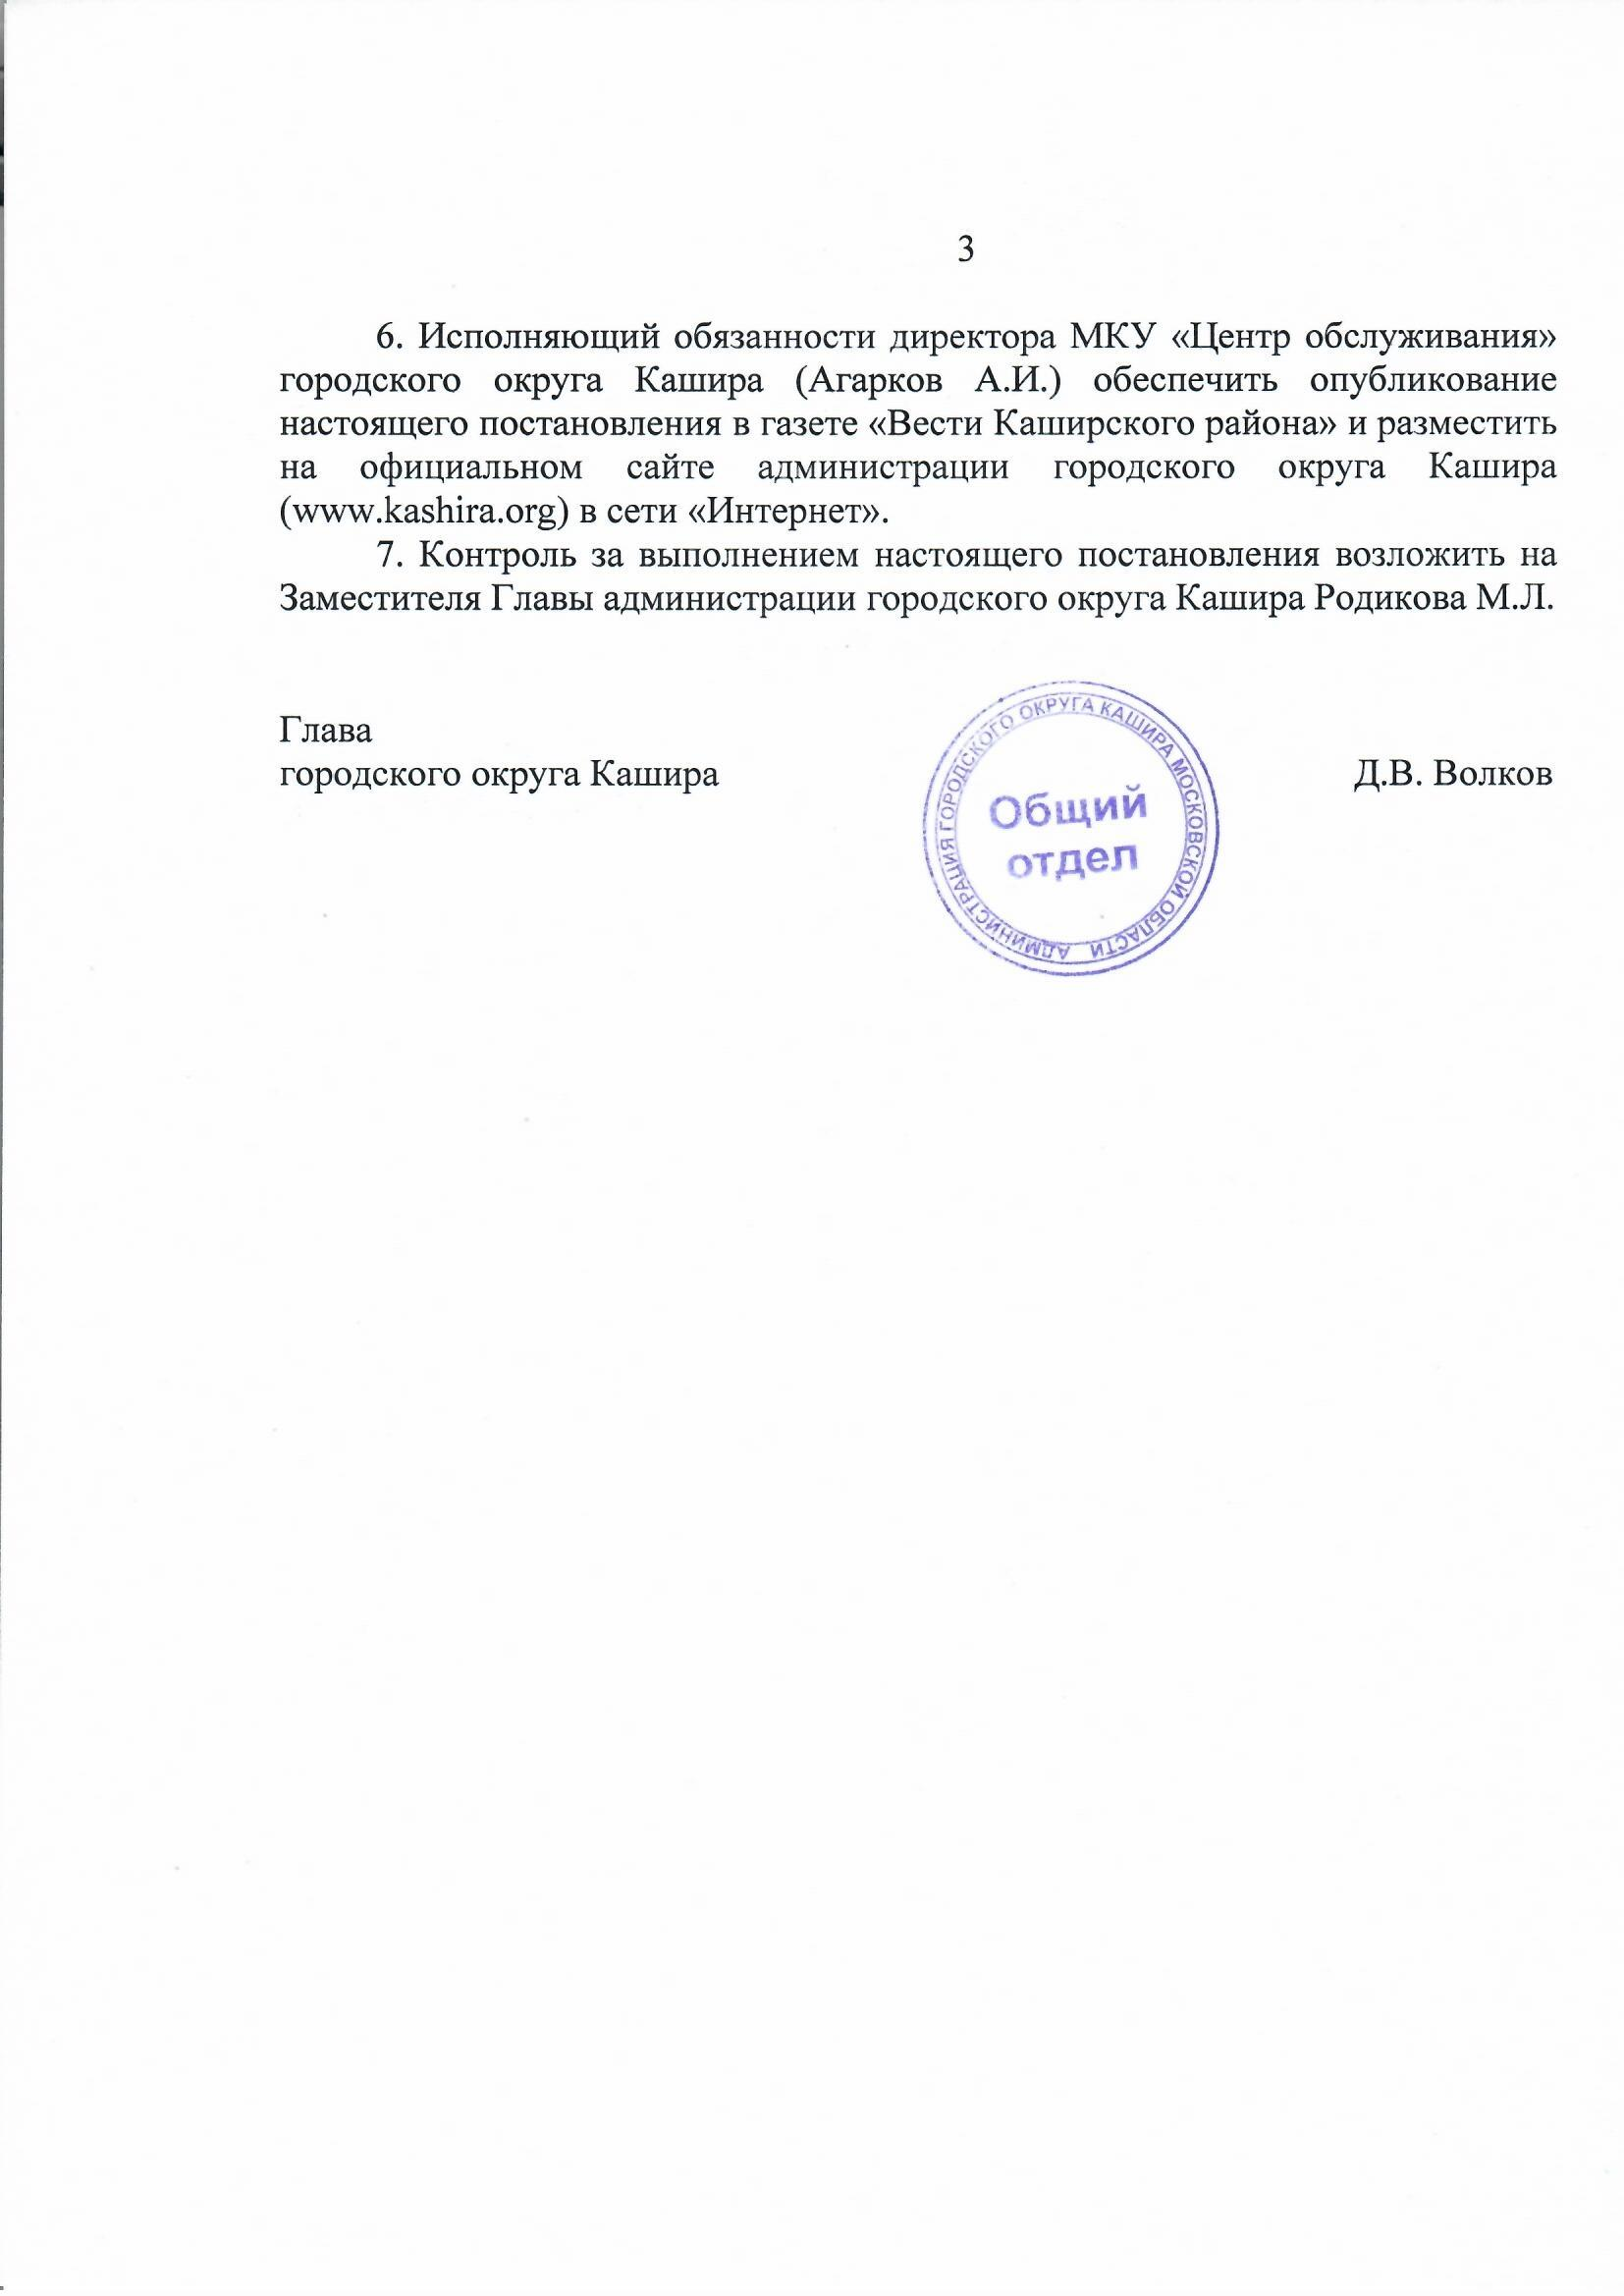 3
6. Исполняющий обязанности директора МКУ «Центр обслуживания»
городского округа Кашира (Агарков А.И.) обеспечить опубликование
настоящего постановления в газете «Вести Каширского района» и разместить
на официальном сайте администрации городского округа Кашира
(www.kashira.org) в сети «Интернет».
7. Контроль за выполнением настоящего постановления возложить на
Заместителя Главы администрации городского округа Кашира Родикова М.Л.
Глава
городского округа Кашира Д.В. Волков
АДМИНИСТРАЦИЯ ГОРОДСКОГО ОКРУГА КАШИРА МОСКОВСКОЙ ОБЛАСТИ
Общий
отдел